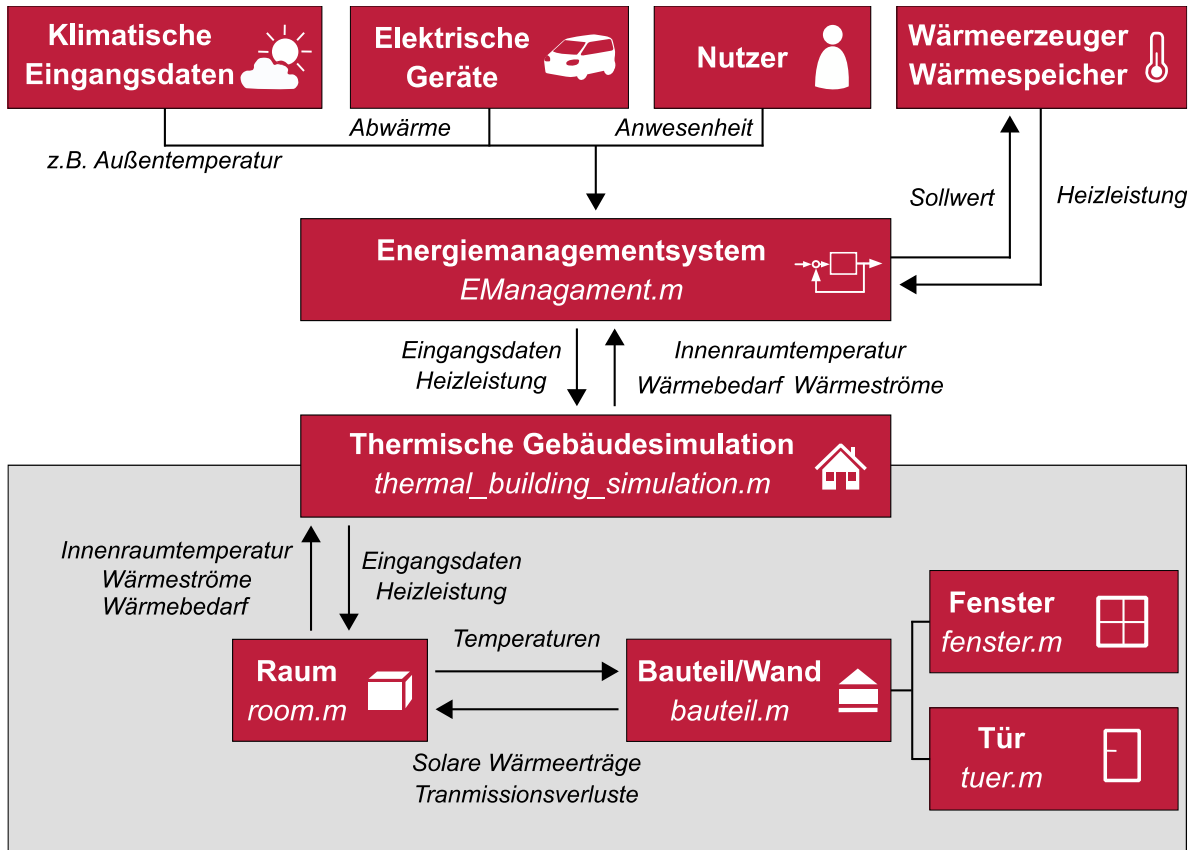 Klimatische
Eingangsdaten
Elektrische
Geräte
Nutzer
Wärmeerzeuger
Wärmespeicher
Abwärme
Anwesenheit
z.B. Außentemperatur
Sollwert
Heizleistung
Energiemanagementsystem
EManagament.m
Eingangsdaten
Heizleistung
Innenraumtemperatur
Wärmebedarf Wärmeströme
Thermische Gebäudesimulation
thermal_building_simulation.m
Innenraumtemperatur
Wärmeströme
Wärmebedarf
Eingangsdaten
Heizleistung
Raum
room.m
Temperaturen
Bauteil/Wand
bauteil.m
Fenster
fenster.m
Tür
tuer.m
Solare Wärmeerträge
Tranmissionsverluste